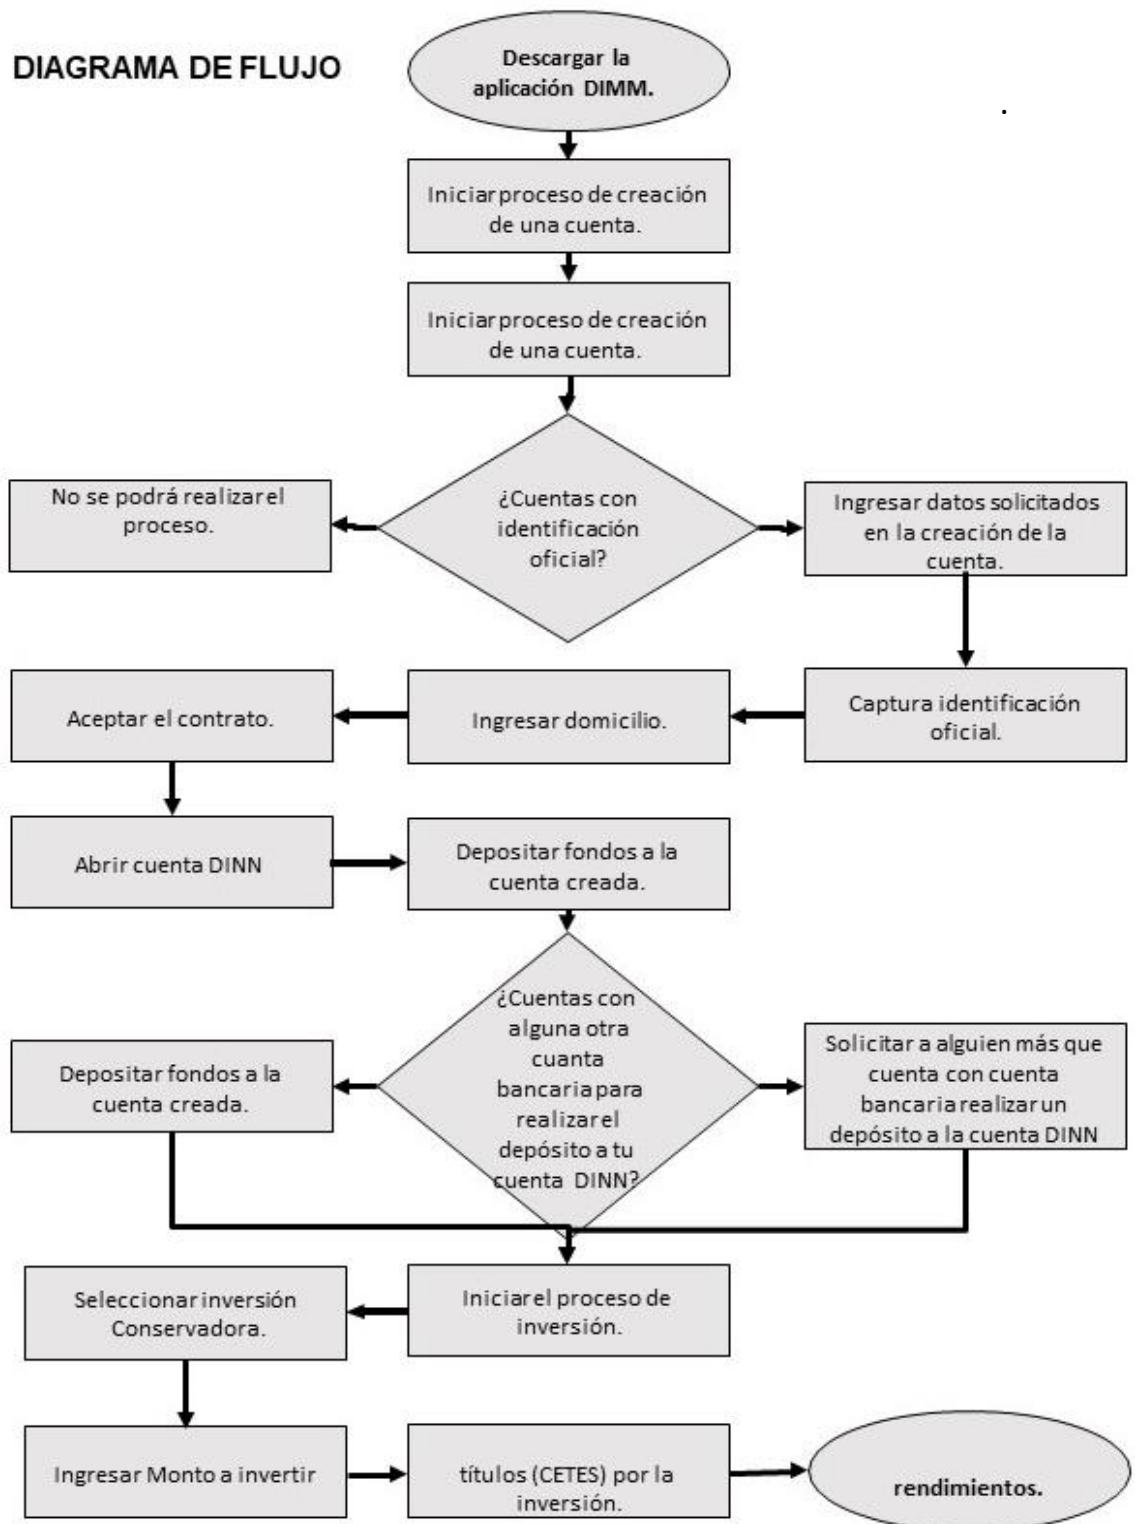 DIAGRAMA DE FLUJO
Descargar la
aplicación DIMM.
.
Iniciar proceso de creación
de una cuenta.
Iniciar proceso de creación
de una cuenta.
¿Cuentas con
identificación
oficial?
No se podrá realizar el
proceso.
Ingresar datos solicitados
en la creación de la
cuenta.
Captura identificación
oficial.
Ingresar domicilio.
Aceptar el contrato.
Abrir cuenta DINN
Depositar fondos a la
cuenta creada.
¿Cuentas con
alguna otra
cuanta
bancaria para
realizar el
depósito a tu
cuenta DINN?
Depositar fondos a la
cuenta creada.
Solicitar a alguien más que
cuenta con cuenta
bancaria realizar un
depósito a la cuenta DINN
Iniciar el proceso de
inversión.
Seleccionar inversión
Conservadora.
Ingresar Monto a invertir
títulos (CETES) por la
inversión.
rendimientos.